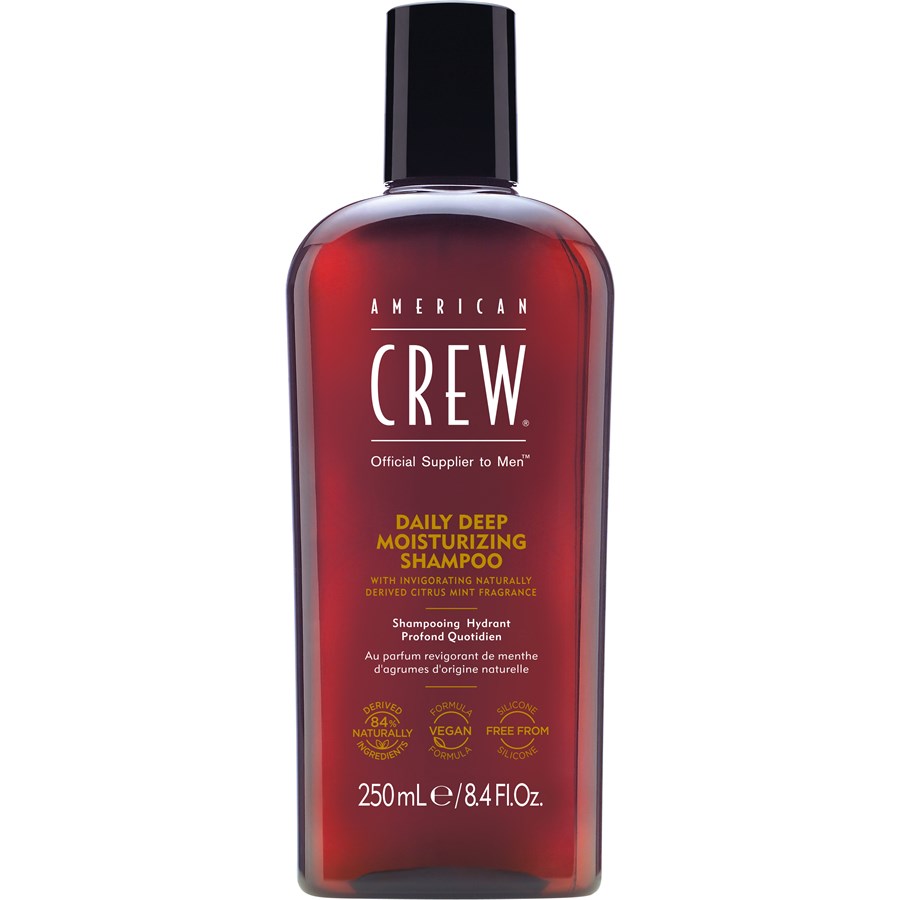 AMERICAN
CREW®
Official Supplier to Men™
DAILY DEEP
MOISTURIZING
SHAMPOO
WITH INVIGORATING NATURALLY
DERIVED CITRUS MINT FRAGRANCE
Shampooing Hydrant
Profond Quotidien
Au parfum revigorant de menthe
d'agrumes d'origine naturelle
DERIVED
84%
NATURALLY
INGREDIENTS
FORMULA
VEGAN
FORMULA
SILICONE
FREE FROM
SILICONE
250 mL ℮/8.4 Fl.Oz.